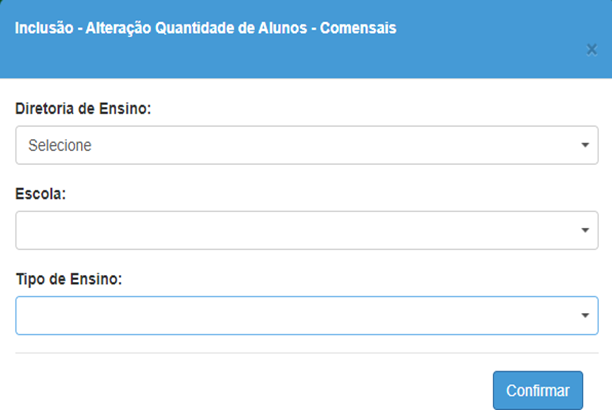 Inclusão - Alteração Quantidade de Alunos - Comensais
×
Diretoria de Ensino:
Selecione
Escola:
Tipo de Ensino:
Confirmar